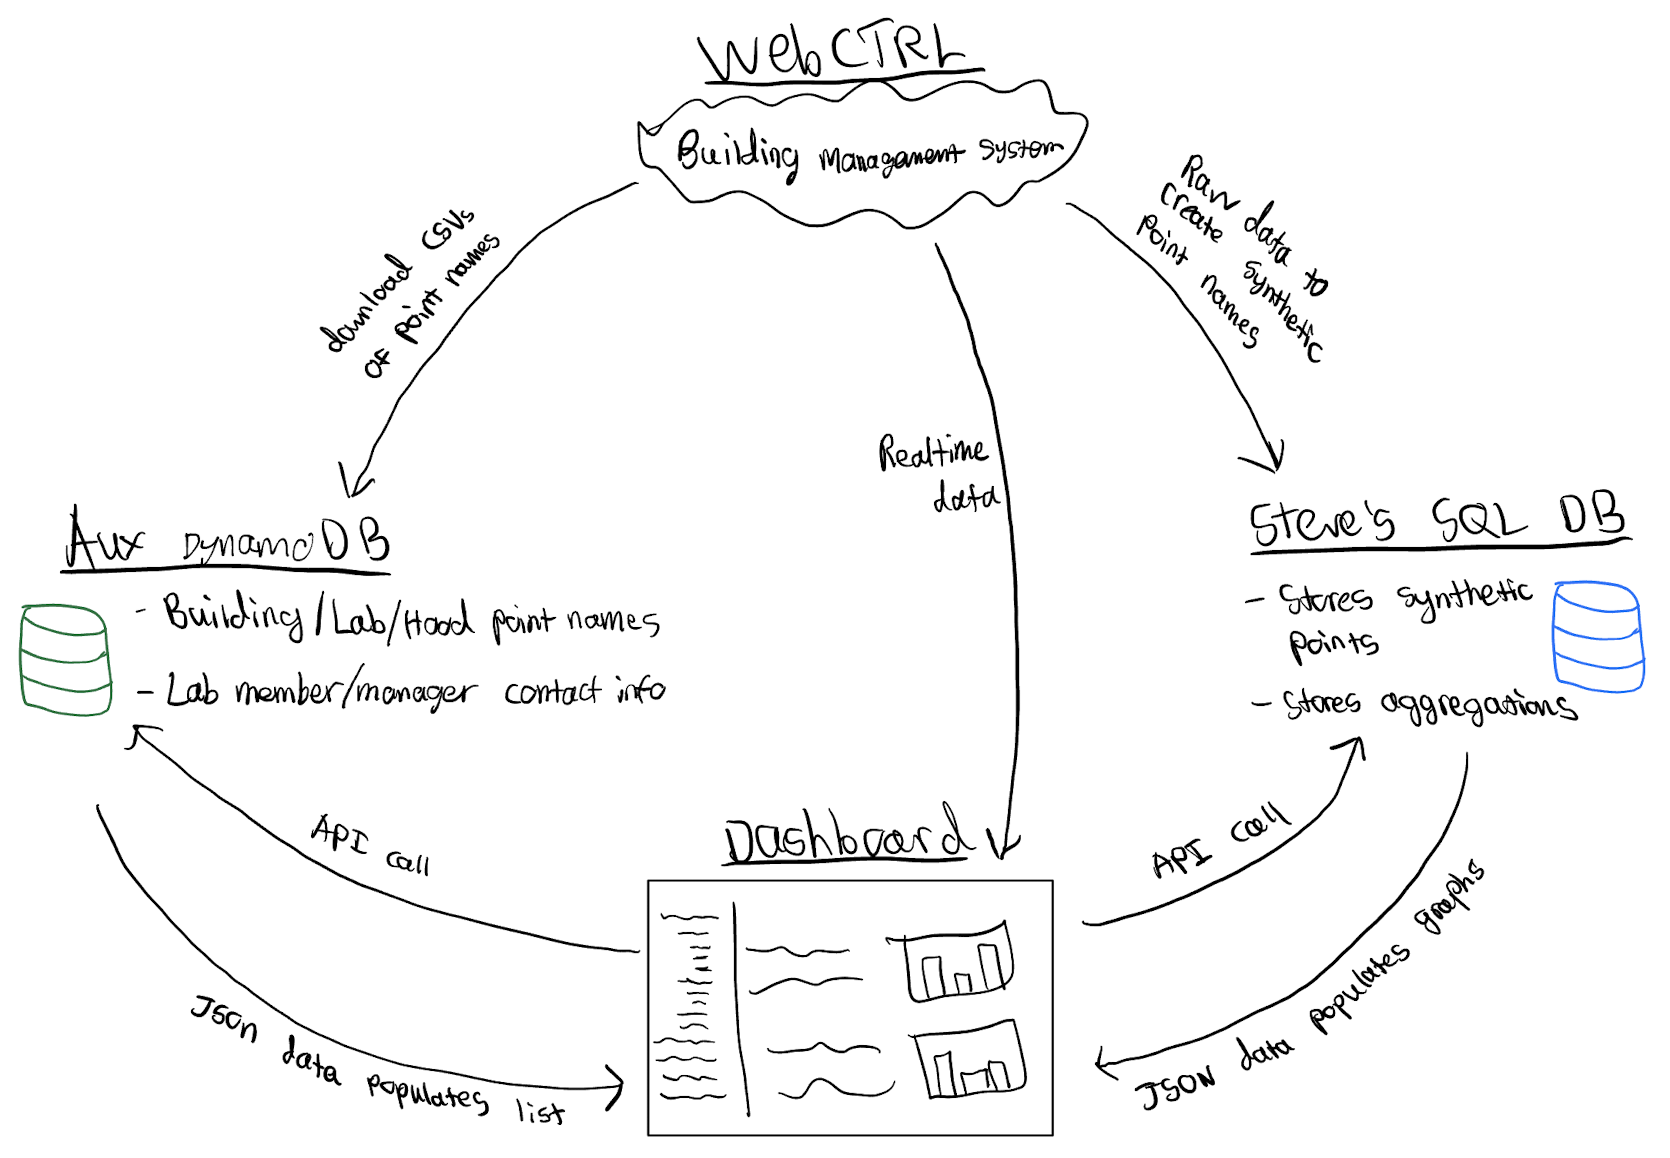 WebCTRL
Building Management System
download CSVs
of point names
Raw data to
create synthetic
point names
Realtime
data
Aux DynamoDB
- Building/Lab/Hood point names
- Lab member/manager contact info
Steve's SQL DB
- Stores synthetic
points
- Stores aggregations
API call
JSON data populates list
Dashboard
API call
JSON data populates graphs